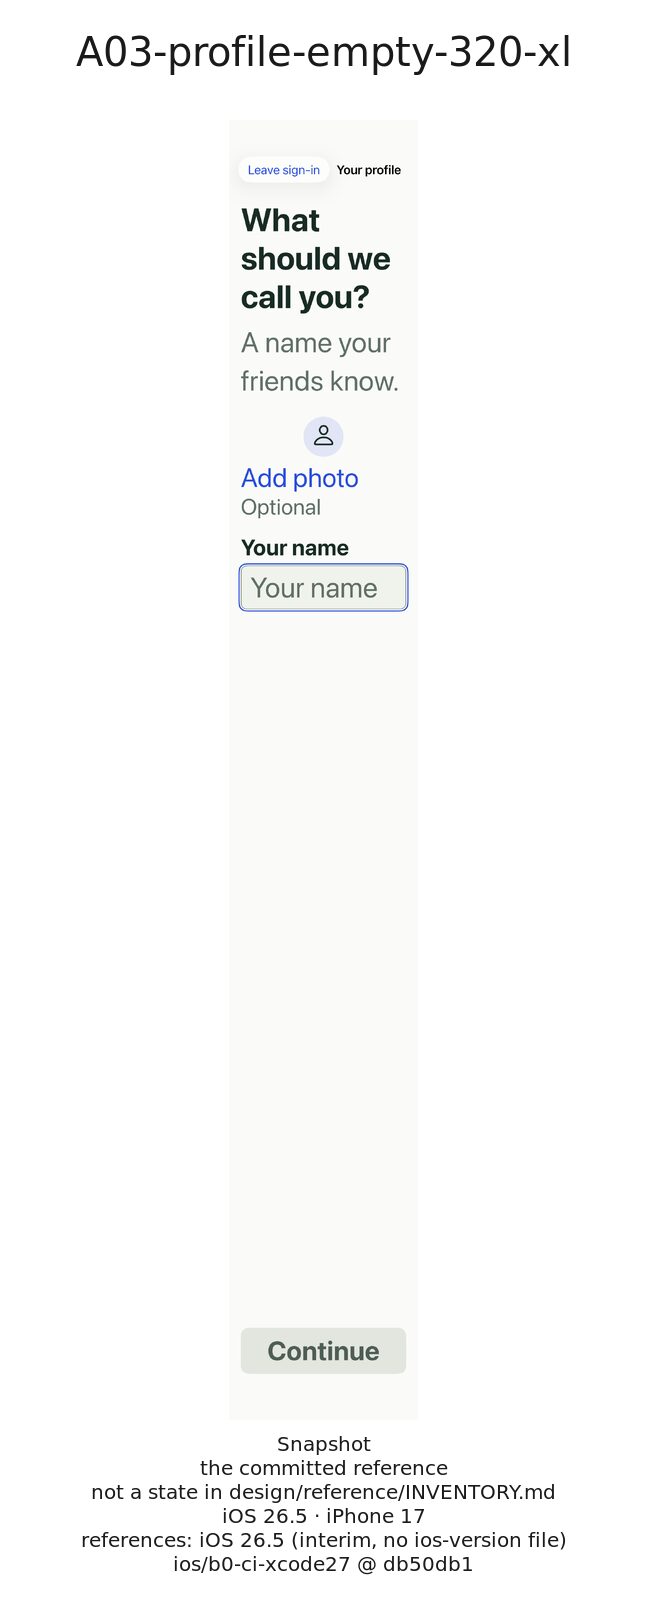 A03-profile-empty-320-xl
Leave sign-in Your profile
What
should we
call you?
A name your
friends know.
Add photo
Optional
Your name
Your name
Continue
Snapshot
the committed reference
not a state in design/reference/INVENTORY.md
iOS 26.5 · iPhone 17
references: iOS 26.5 (interim, no ios-version file)
ios/b0-ci-xcode27 @ db50db1